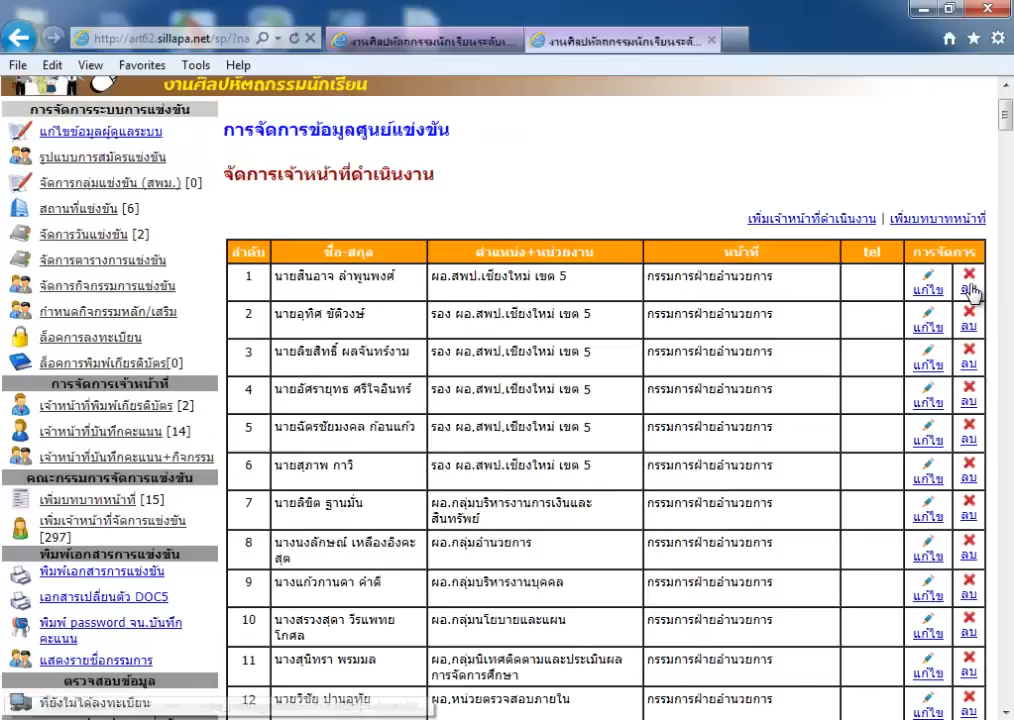 http://art62.sillapa.net/sp/?na
งานศิลปหัตถกรรมนักเรียนระดับ...
งานศิลปหัตถกรรมนักเรียนระดั...
File Edit View Favorites Tools Help
งานศิลปหัตถกรรมนักเรียน
การจัดการระบบการแข่งขัน
แก้ไขข้อมูลผู้ดูแลระบบ
รูปแบบการสมัครแข่งขัน
จัดการกลุ่มแข่งขัน (สพม.) [0]
สถานที่แข่งขัน [6]
จัดการวันแข่งขัน [2]
จัดการตารางการแข่งขัน
จัดการกิจกรรมการแข่งขัน
กำหนดกิจกรรมหลัก/เสริม
ล็อคการลงทะเบียน
ล็อคการพิมพ์เกียรติบัตร[0]
การจัดการเจ้าหน้าที่
เจ้าหน้าที่พิมพ์เกียรติบัตร [2]
เจ้าหน้าที่บันทึกคะแนน [14]
เจ้าหน้าที่บันทึกคะแนน+กิจกรรม
คณะกรรมการจัดการแข่งขัน
เพิ่มบทบาทหน้าที่ [15]
เพิ่มเจ้าหน้าที่จัดการแข่งขัน
[297]
พิมพ์เอกสารการแข่งขัน
พิมพ์เอกสารการแข่งขัน
เอกสารเปลี่ยนตัว DOC5
พิมพ์ password จน.บันทึก
คะแนน
แสดงรายชื่อกรรมการ
ตรวจสอบข้อมูล
ที่ยังไม่ได้ลงทะเบียน
การจัดการข้อมูลศูนย์แข่งขัน
จัดการเจ้าหน้าที่ดำเนินงาน
เพิ่มเจ้าหน้าที่ดำเนินงาน | เพิ่มบทบาทหน้าที่
ลำดับ ชื่อ-สกุล ตำแหน่ง+หน่วยงาน หน้าที่ tel การจัดการ
1 นายสินอาจ ลำพูนพงศ์ ผอ.สพป.เชียงใหม่ เขต 5 กรรมการฝ่ายอำนวยการ แก้ไข
2 นายอุทิศ ขัติวงษ์ รอง ผอ.สพป.เชียงใหม่ เขต 5 กรรมการฝ่ายอำนวยการ แก้ไข ลบ
3 นายลิขสิทธิ์ ผลจันทร์งาม รอง ผอ.สพป.เชียงใหม่ เขต 5 กรรมการฝ่ายอำนวยการ แก้ไข ลบ
4 นายอัศรายุทธ ศรีใจอินทร์ รอง ผอ.สพป.เชียงใหม่ เขต 5 กรรมการฝ่ายอำนวยการ แก้ไข ลบ
5 นายฉัตรชัยมงคล ก้อนแก้ว รอง ผอ.สพป.เชียงใหม่ เขต 5 กรรมการฝ่ายอำนวยการ แก้ไข ลบ
6 นายสุภาพ กาวิ รอง ผอ.สพป.เชียงใหม่ เขต 5 กรรมการฝ่ายอำนวยการ แก้ไข ลบ
7 นายลิขิต ฐานมั่น ผอ.กลุ่มบริหารงานการเงินและ กรรมการฝ่ายอำนวยการ แก้ไข ลบ
สินทรัพย์
8 นางนงลักษณ์ เหลืองอิงคะ ผอ.กลุ่มอำนวยการ กรรมการฝ่ายอำนวยการ แก้ไข ลบ
สุต
9 นางแก้วกานดา คำดี ผอ.กลุ่มบริหารงานบุคคล กรรมการฝ่ายอำนวยการ แก้ไข ลบ
10 นางสรวงสุดา วีรแพทย ผอ.กลุ่มนโยบายและแผน กรรมการฝ่ายอำนวยการ แก้ไข ลบ
โกศล
11 นางสุนิทรา พรมมล ผอ.กลุ่มนิเทศติดตามและประเมินผล กรรมการฝ่ายอำนวยการ แก้ไข ลบ
การจัดการศึกษา
12 นายวิชัย ปานอุทัย ผอ.หน่วยตรวจสอบภายใน กรรมการฝ่ายอำนวยการ แก้ไข ลบ